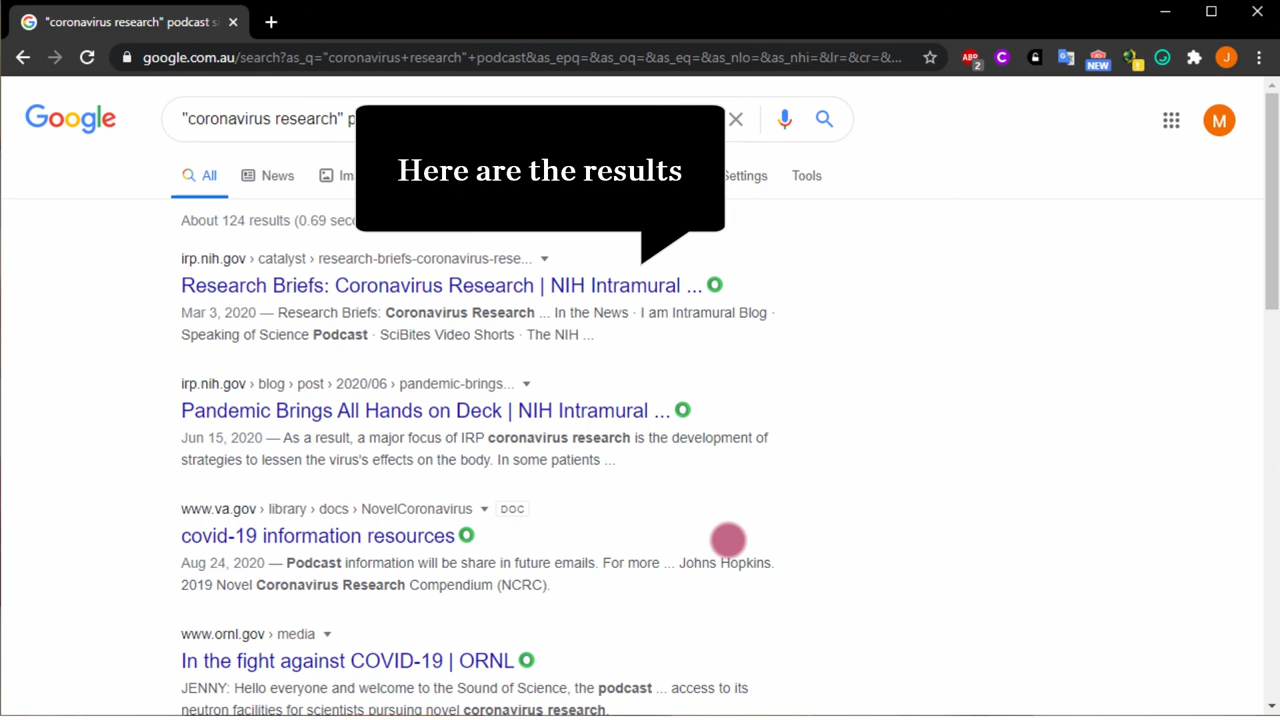 "coronavirus research" podcast s
google.com.au/search?as_q="coronavirus+research"+podcast&as_epq=&as_oq=&as_eq=&as_nlo=&as_nhi=&lr=&cr=&...
ABP
2
C
NEW
J
Google
"coronavirus research" p
M
Here are the results
All
News
Im
Settings
Tools
About 124 results (0.69 seco
irp.nih.gov › catalyst › research-briefs-coronavirus-rese...
Research Briefs: Coronavirus Research | NIH Intramural ...
Mar 3, 2020 — Research Briefs: Coronavirus Research ... In the News · I am Intramural Blog ·
Speaking of Science Podcast · SciBites Video Shorts · The NIH ...
irp.nih.gov › blog › post › 2020/06 › pandemic-brings...
Pandemic Brings All Hands on Deck | NIH Intramural ...
Jun 15, 2020 — As a result, a major focus of IRP coronavirus research is the development of
strategies to lessen the virus's effects on the body. In some patients ...
www.va.gov › library › docs › NovelCoronavirus
DOC
covid-19 information resources
Aug 24, 2020 — Podcast information will be share in future emails. For more ... Johns Hopkins.
2019 Novel Coronavirus Research Compendium (NCRC).
www.ornl.gov › media
In the fight against COVID-19 | ORNL
JENNY: Hello everyone and welcome to the Sound of Science, the podcast ... access to its
neutron facilities for scientists pursuing novel coronavirus research.